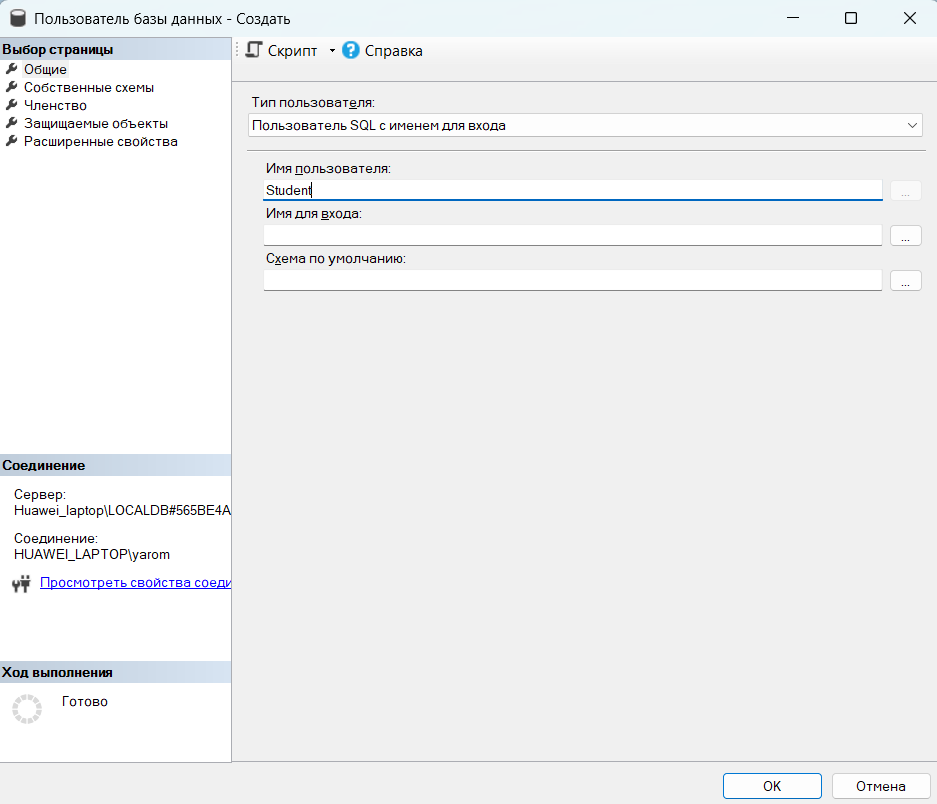 Пользователь базы данных - Создать
Выбор страницы
Общие
Собственные схемы
Членство
Защищаемые объекты
Расширенные свойства
Скрипт
Справка
Тип пользователя:
Пользователь SQL с именем для входа
Имя пользователя:
Student
...
Имя для входа:
...
Схема по умолчанию:
...
Соединение
Сервер:
Huawei_laptop\LOCALDB#565BE4A
Соединение:
HUAWEI_LAPTOP\yarom
Просмотреть свойства соеди
Ход выполнения
Готово
OK
Отмена